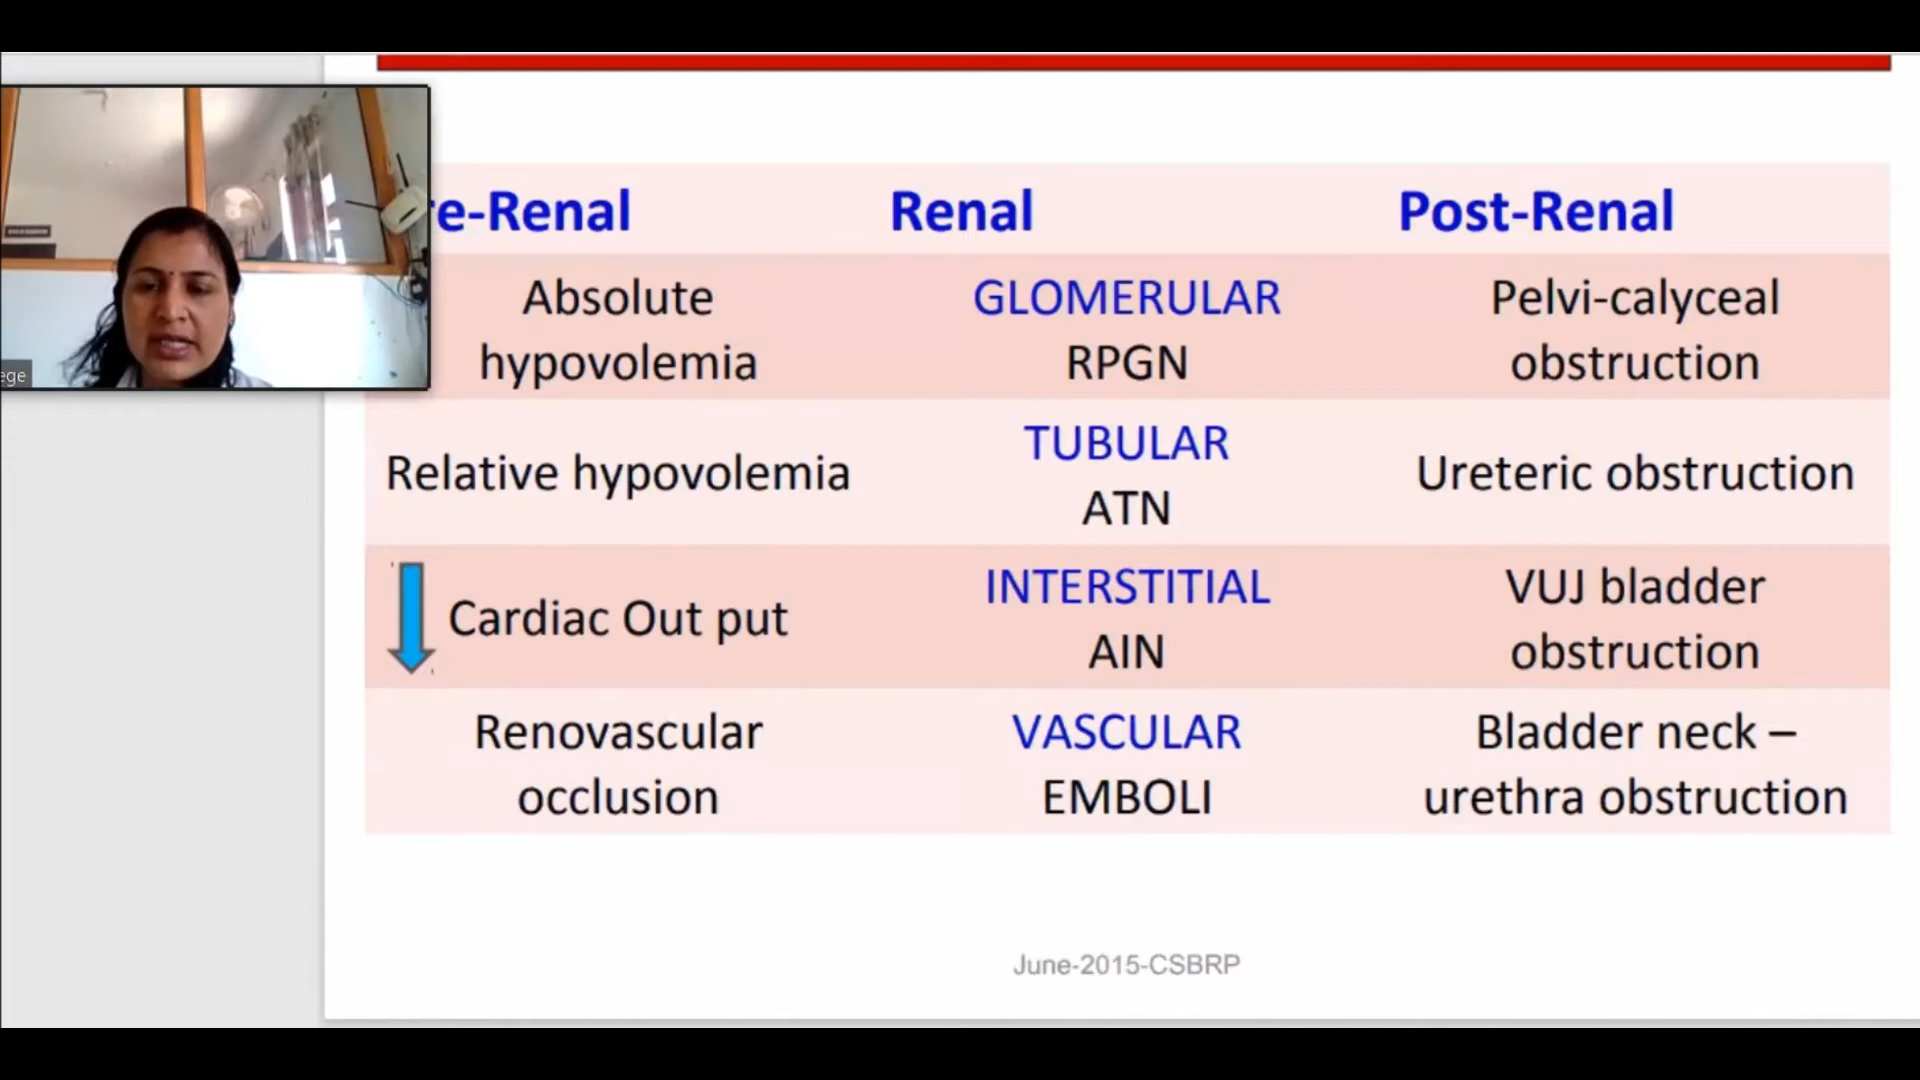 e-Renal Renal Post-Renal
Absolute hypovolemia
GLOMERULAR
RPGN
Pelvi-calyceal obstruction
Relative hypovolemia
TUBULAR
ATN
Ureteric obstruction
Cardiac Out put
INTERSTITIAL
AIN
VUJ bladder obstruction
Renovascular occlusion
VASCULAR
EMBOLI
Bladder neck –
urethra obstruction
June-2015-CSBRP
ege